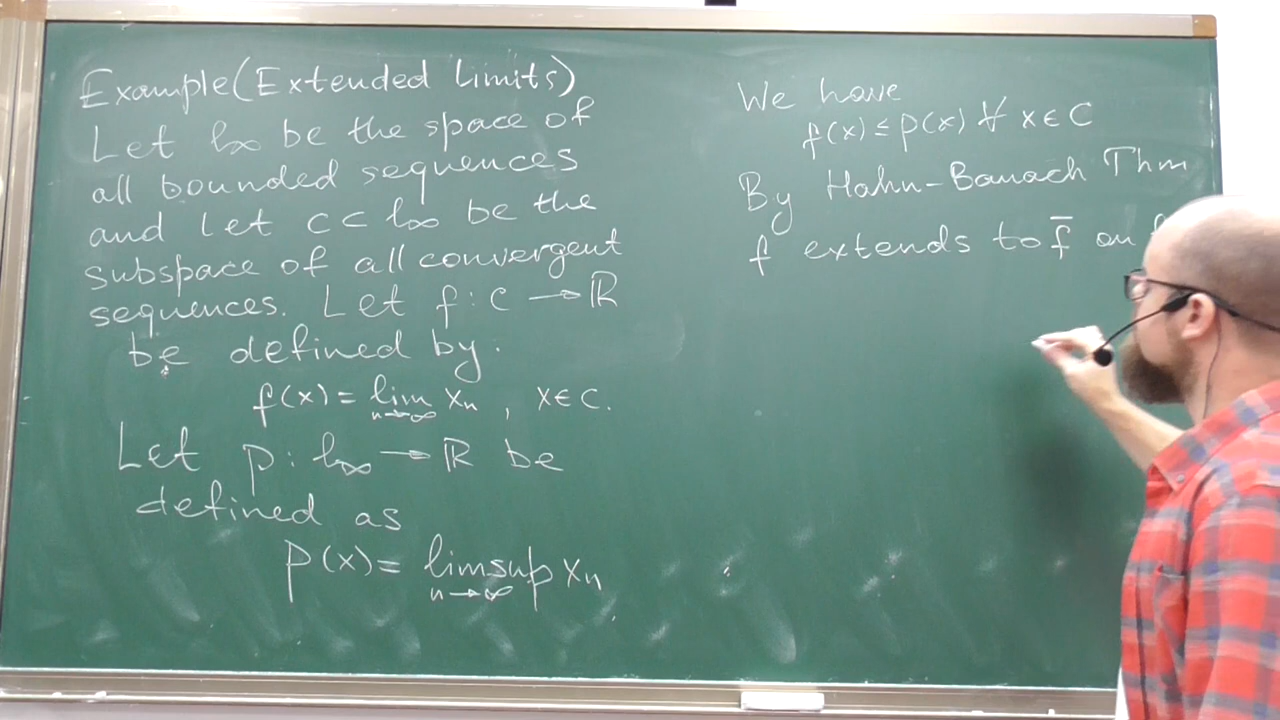 Example (Extended Limits)
Let l∞ be the space of
all bounded sequences
and let c ⊂ l∞ be the
subspace of all convergent
sequences. Let f : c → ℝ
be defined by:
f(x) = lim xₙ , x ∈ c.
n→∞
Let p : l∞ → ℝ be
defined as
p(x) = limsup xₙ
n→∞
We have
f(x) ≤ p(x) ∀ x ∈ C
By Hahn-Banach Thm
f extends to f̄ on